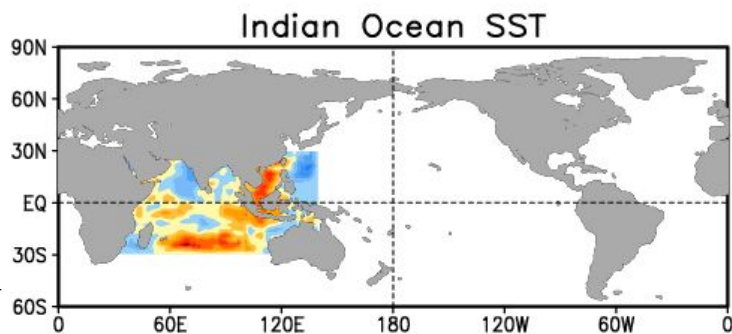 Indian Ocean SST
90N
60N
30N
EQ
30S
60S
0 60E 120E 180 120W 60W 0